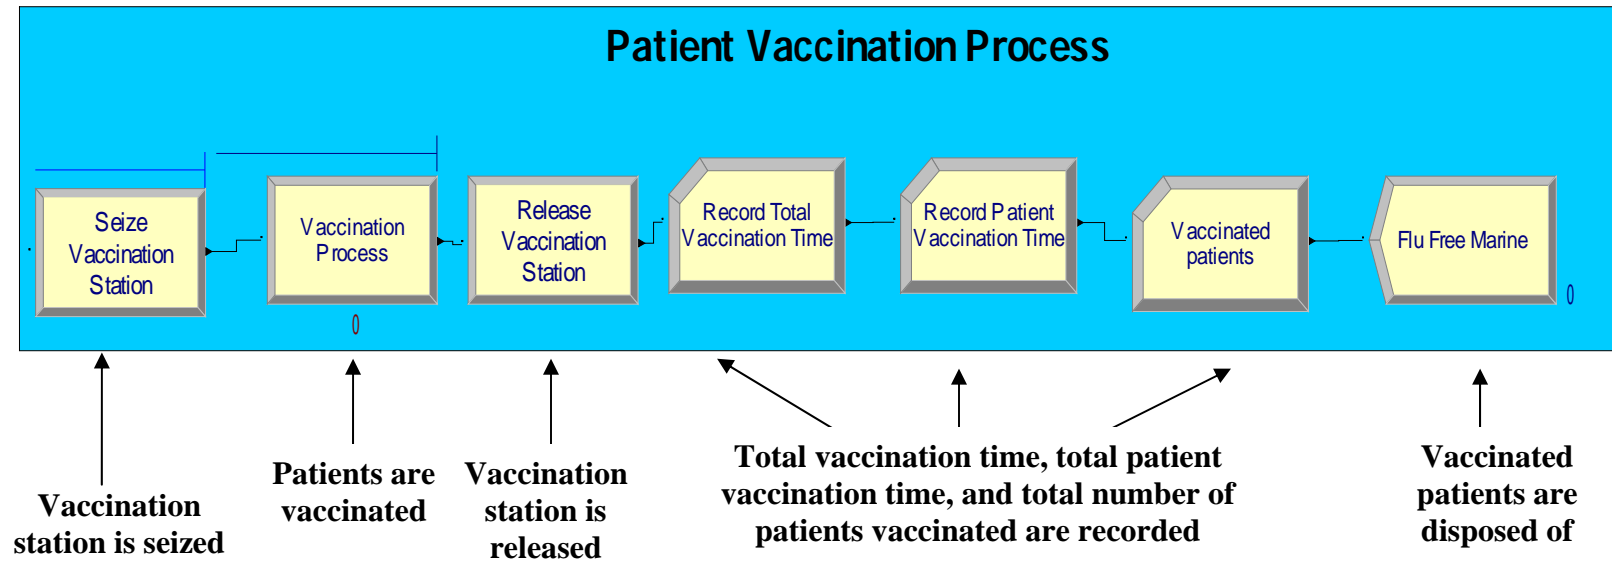 Patient Vaccination Process
Seize
Vaccination
Station
Vaccination
Process
0
Release
Vaccination
Station
Record Total
Vaccination Time
Record Patient
Vaccination Time
Vaccinated
patients
Flu Free Marine
0
Vaccination
station is seized
Patients are
vaccinated
Vaccination
station is
released
Total vaccination time, total patient
vaccination time, and total number of
patients vaccinated are recorded
Vaccinated
patients are
disposed of